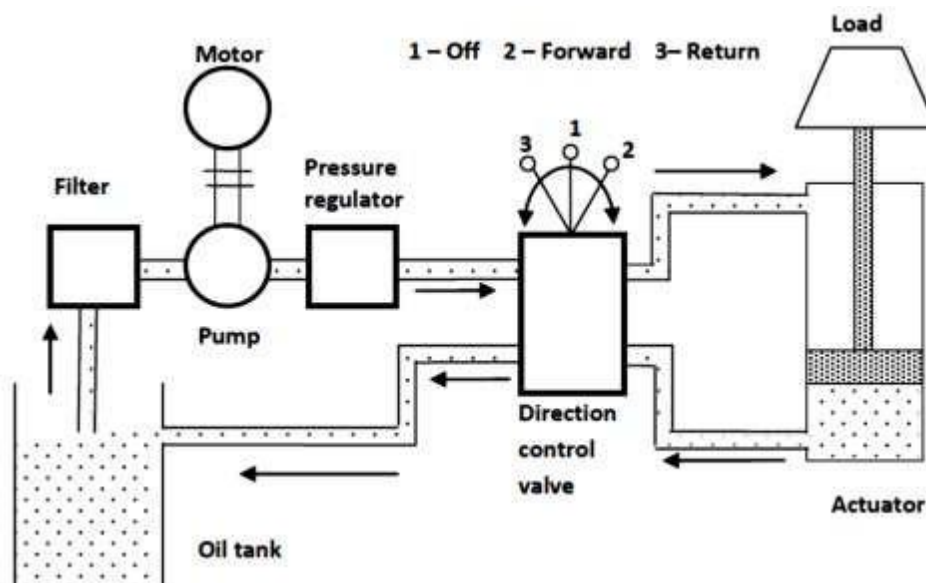 Load
Motor
1 – Off 2 – Forward 3– Return
1
3
2
Pressure
regulator
Filter
Pump
Direction
control
valve
Actuator
Oil tank